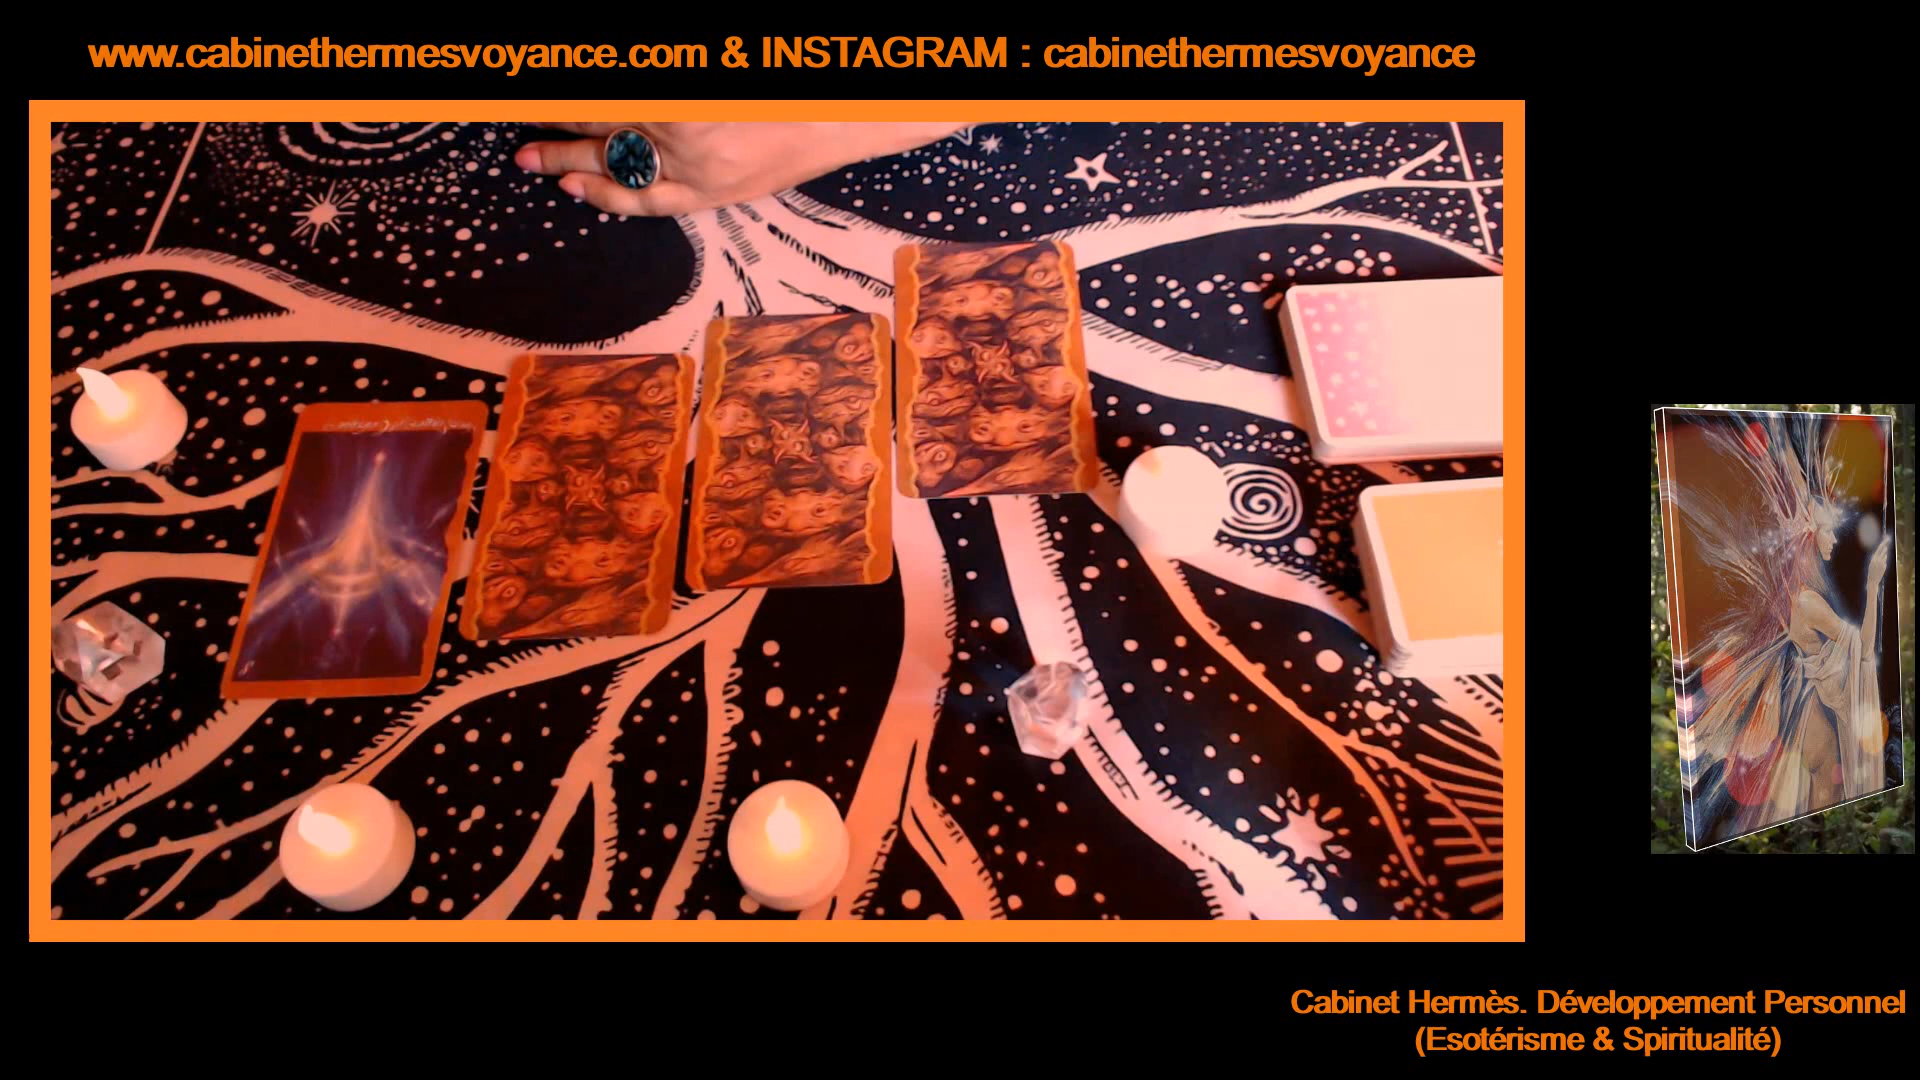 www.cabinethermesvoyance.com & INSTAGRAM : cabinethermesvoyance
Cabinet Hermès. Développement Personnel
(Esotérisme & Spiritualité)